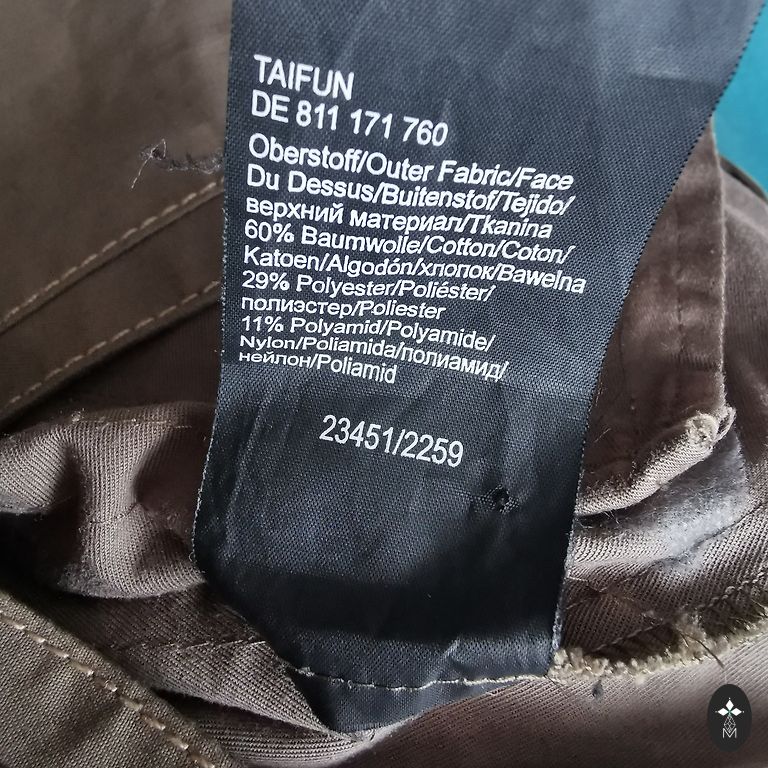 TAIFUN
DE 811 171 760
Oberstoff/Outer Fabric/Face
Du Dessus/Buitenstof/Tejido/
верхний материал/Tkanina
60% Baumwolle/Cotton/Coton/
Katoen/Algodón/хлопок/Bawełna
29% Polyester/Poliéster/
полиэстер/Poliester
11% Polyamid/Polyamide/
Nylon/Poliamida/полиамид/
нейлон/Poliamid
23451/2259
M